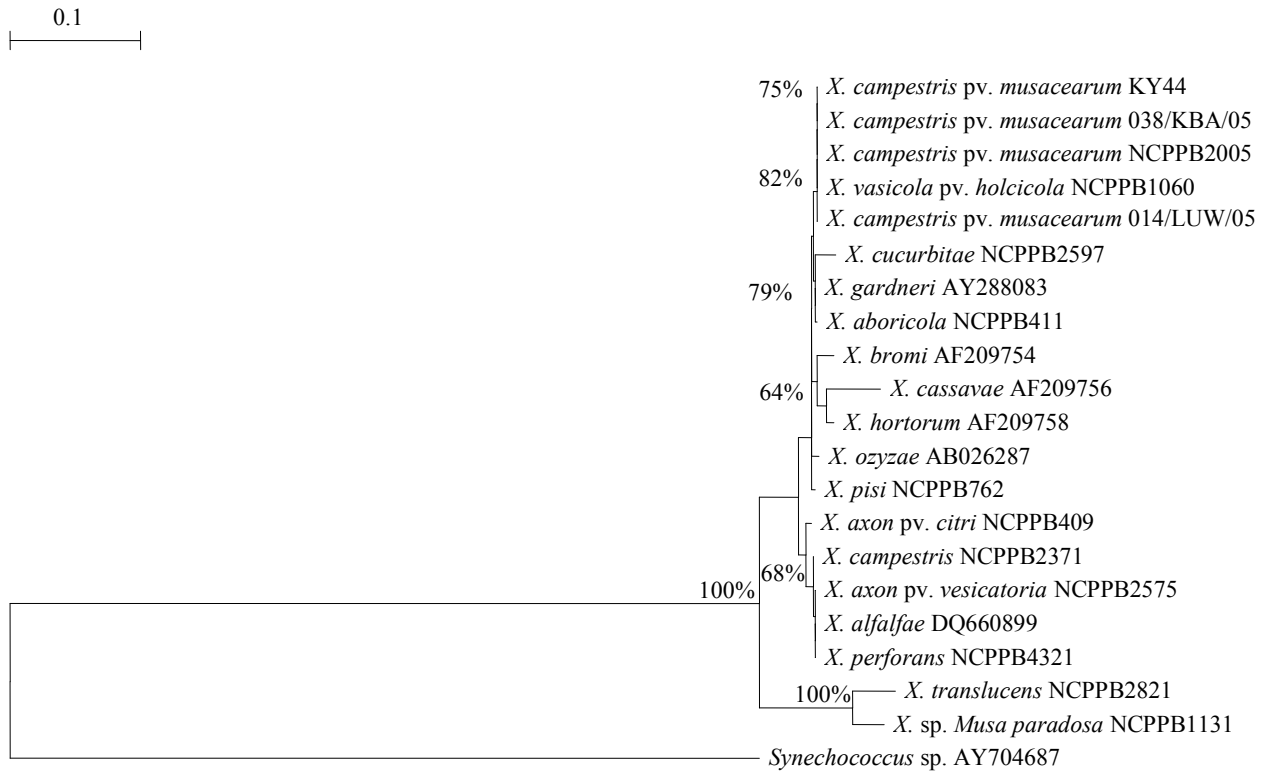 0.1
75%
X. campestris pv. musacearum KY44
X. campestris pv. musacearum 038/KBA/05
X. campestris pv. musacearum NCPPB2005
82%
X. vasicola pv. holcicola NCPPB1060
X. campestris pv. musacearum 014/LUW/05
X. cucurbitae NCPPB2597
79%
X. gardneri AY288083
X. aboricola NCPPB411
X. bromi AF209754
64%
X. cassavae AF209756
X. hortorum AF209758
X. ozyzae AB026287
X. pisi NCPPB762
X. axon pv. citri NCPPB409
X. campestris NCPPB2371
68%
100%
X. axon pv. vesicatoria NCPPB2575
X. alfalfae DQ660899
X. perforans NCPPB4321
100%
X. translucens NCPPB2821
X. sp. Musa paradosa NCPPB1131
Synechococcus sp. AY704687